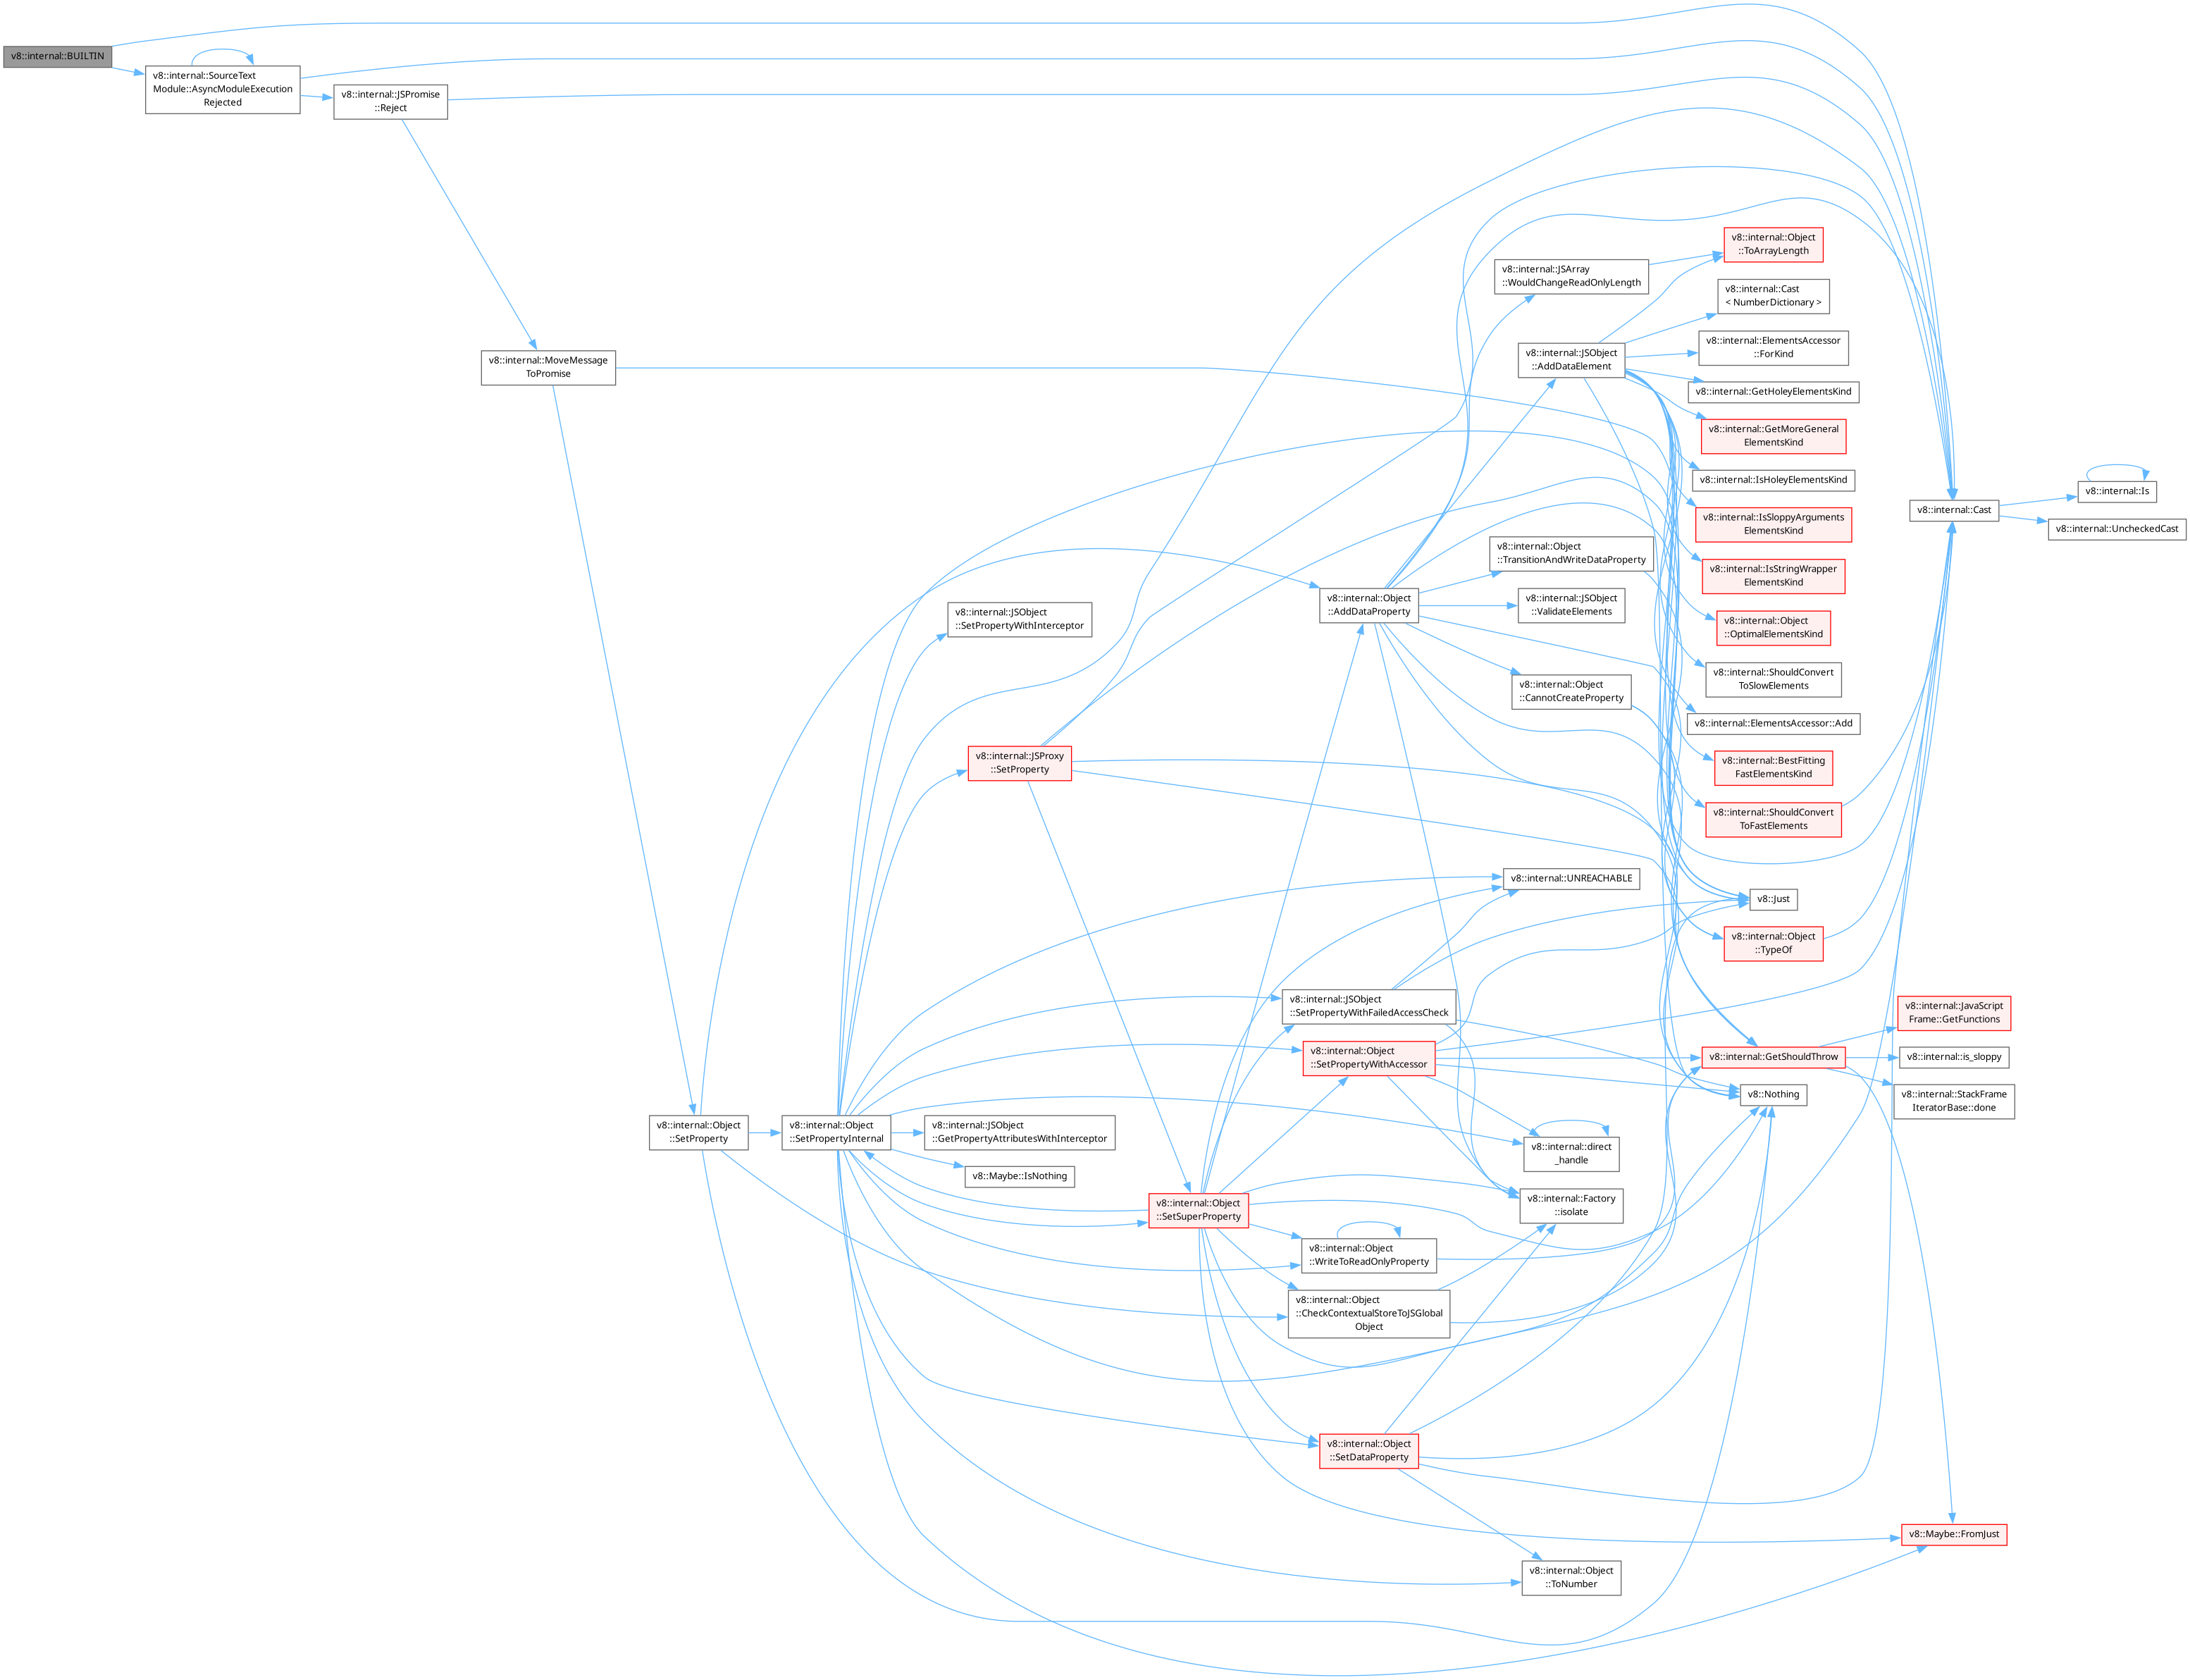 v8::internal::BUILTIN
v8::internal::SourceText
Module::AsyncModuleExecution
Rejected
v8::internal::JSPromise
::Reject
v8::internal::MoveMessage
ToPromise
v8::internal::Object
::SetProperty
v8::internal::Object
::SetPropertyInternal
v8::internal::JSObject
::SetPropertyWithInterceptor
v8::internal::JSProxy
::SetProperty
v8::internal::JSObject
::GetPropertyAttributesWithInterceptor
v8::Maybe::IsNothing
v8::internal::Object
::SetSuperProperty
v8::internal::Object
::AddDataProperty
v8::internal::JSObject
::SetPropertyWithFailedAccessCheck
v8::internal::Object
::SetPropertyWithAccessor
v8::internal::Object
::WriteToReadOnlyProperty
v8::internal::Object
::CheckContextualStoreToJSGlobal
Object
v8::internal::Object
::SetDataProperty
v8::internal::JSArray
::WouldChangeReadOnlyLength
v8::internal::JSObject
::AddDataElement
v8::internal::Object
::TransitionAndWriteDataProperty
v8::internal::JSObject
::ValidateElements
v8::internal::Object
::CannotCreateProperty
v8::internal::UNREACHABLE
v8::internal::direct
_handle
v8::internal::Factory
::isolate
v8::internal::Object
::ToNumber
v8::internal::Object
::ToArrayLength
v8::internal::Cast
< NumberDictionary >
v8::internal::ElementsAccessor
::ForKind
v8::internal::GetHoleyElementsKind
v8::internal::GetMoreGeneral
ElementsKind
v8::internal::IsHoleyElementsKind
v8::internal::IsSloppyArguments
ElementsKind
v8::internal::IsStringWrapper
ElementsKind
v8::internal::Object
::OptimalElementsKind
v8::internal::ShouldConvert
ToSlowElements
v8::internal::ElementsAccessor::Add
v8::internal::BestFitting
FastElementsKind
v8::internal::ShouldConvert
ToFastElements
v8::Just
v8::internal::Object
::TypeOf
v8::internal::GetShouldThrow
v8::Nothing
v8::internal::Cast
v8::internal::JavaScript
Frame::GetFunctions
v8::internal::is_sloppy
v8::internal::StackFrame
IteratorBase::done
v8::Maybe::FromJust
v8::internal::Is
v8::internal::UncheckedCast